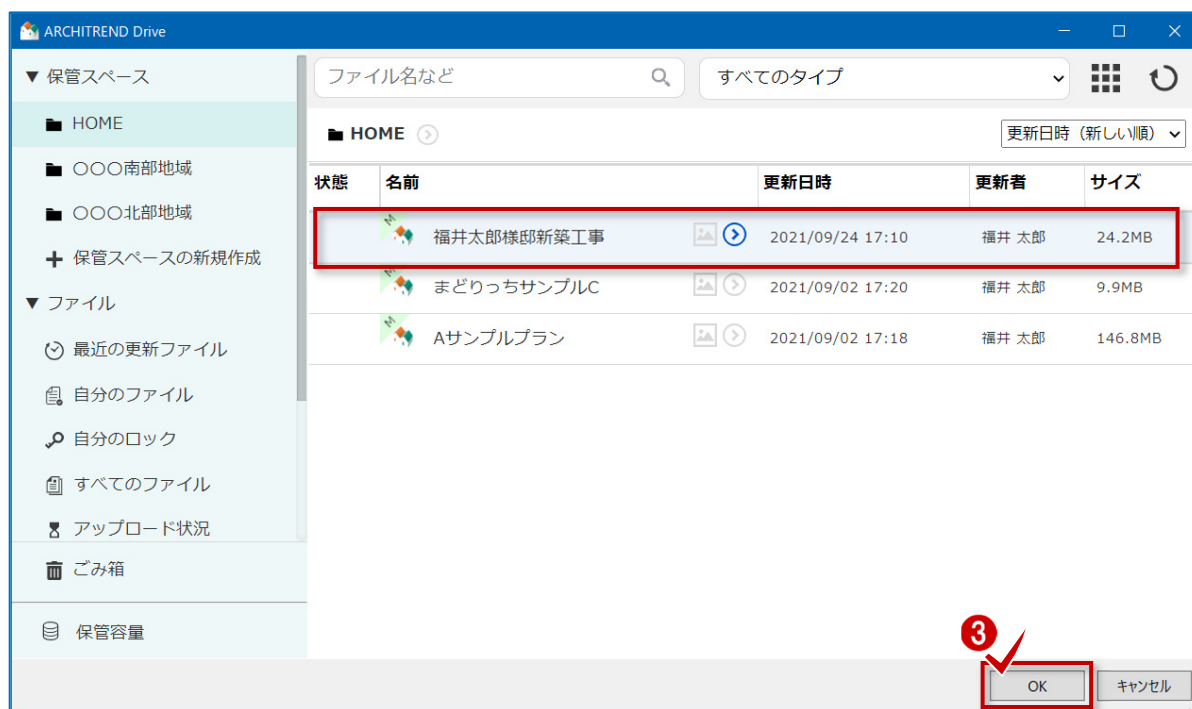 ARCHITREND Drive
▼ 保管スペース
HOME
〇〇〇南部地域
〇〇〇北部地域
保管スペースの新規作成
▼ ファイル
最近の更新ファイル
自分のファイル
自分のロック
すべてのファイル
アップロード状況
ごみ箱
保管容量
ファイル名など すべてのタイプ
HOME 更新日時（新しい順）
状態 名前 更新日時 更新者 サイズ
M 福井太郎様邸新築工事 2021/09/24 17:10 福井 太郎 24.2MB
M まどりっちサンプルC 2021/09/02 17:20 福井 太郎 9.9MB
M Aサンプルプラン 2021/09/02 17:18 福井 太郎 146.8MB
3
OK キャンセル